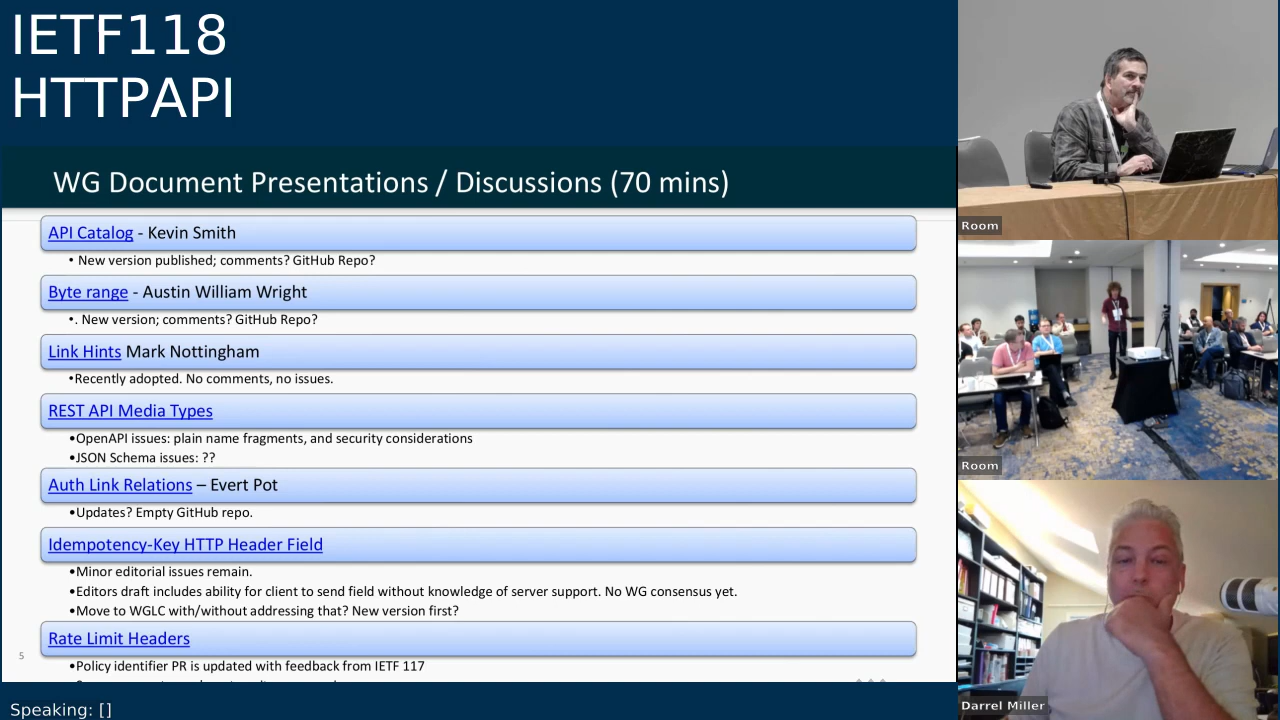 IETF118
HTTPAPI
WG Document Presentations / Discussions (70 mins)
API Catalog - Kevin Smith
• New version published; comments? GitHub Repo?
Byte range - Austin William Wright
•. New version; comments? GitHub Repo?
Link Hints Mark Nottingham
•Recently adopted. No comments, no issues.
REST API Media Types
•OpenAPI issues: plain name fragments, and security considerations
•JSON Schema issues: ??
Auth Link Relations – Evert Pot
•Updates? Empty GitHub repo.
Idempotency-Key HTTP Header Field
•Minor editorial issues remain.
•Editors draft includes ability for client to send field without knowledge of server support. No WG consensus yet.
•Move to WGLC with/without addressing that? New version first?
Rate Limit Headers
•Policy identifier PR is updated with feedback from IETF 117
5
Speaking: []
Room
Room
Darrel Miller